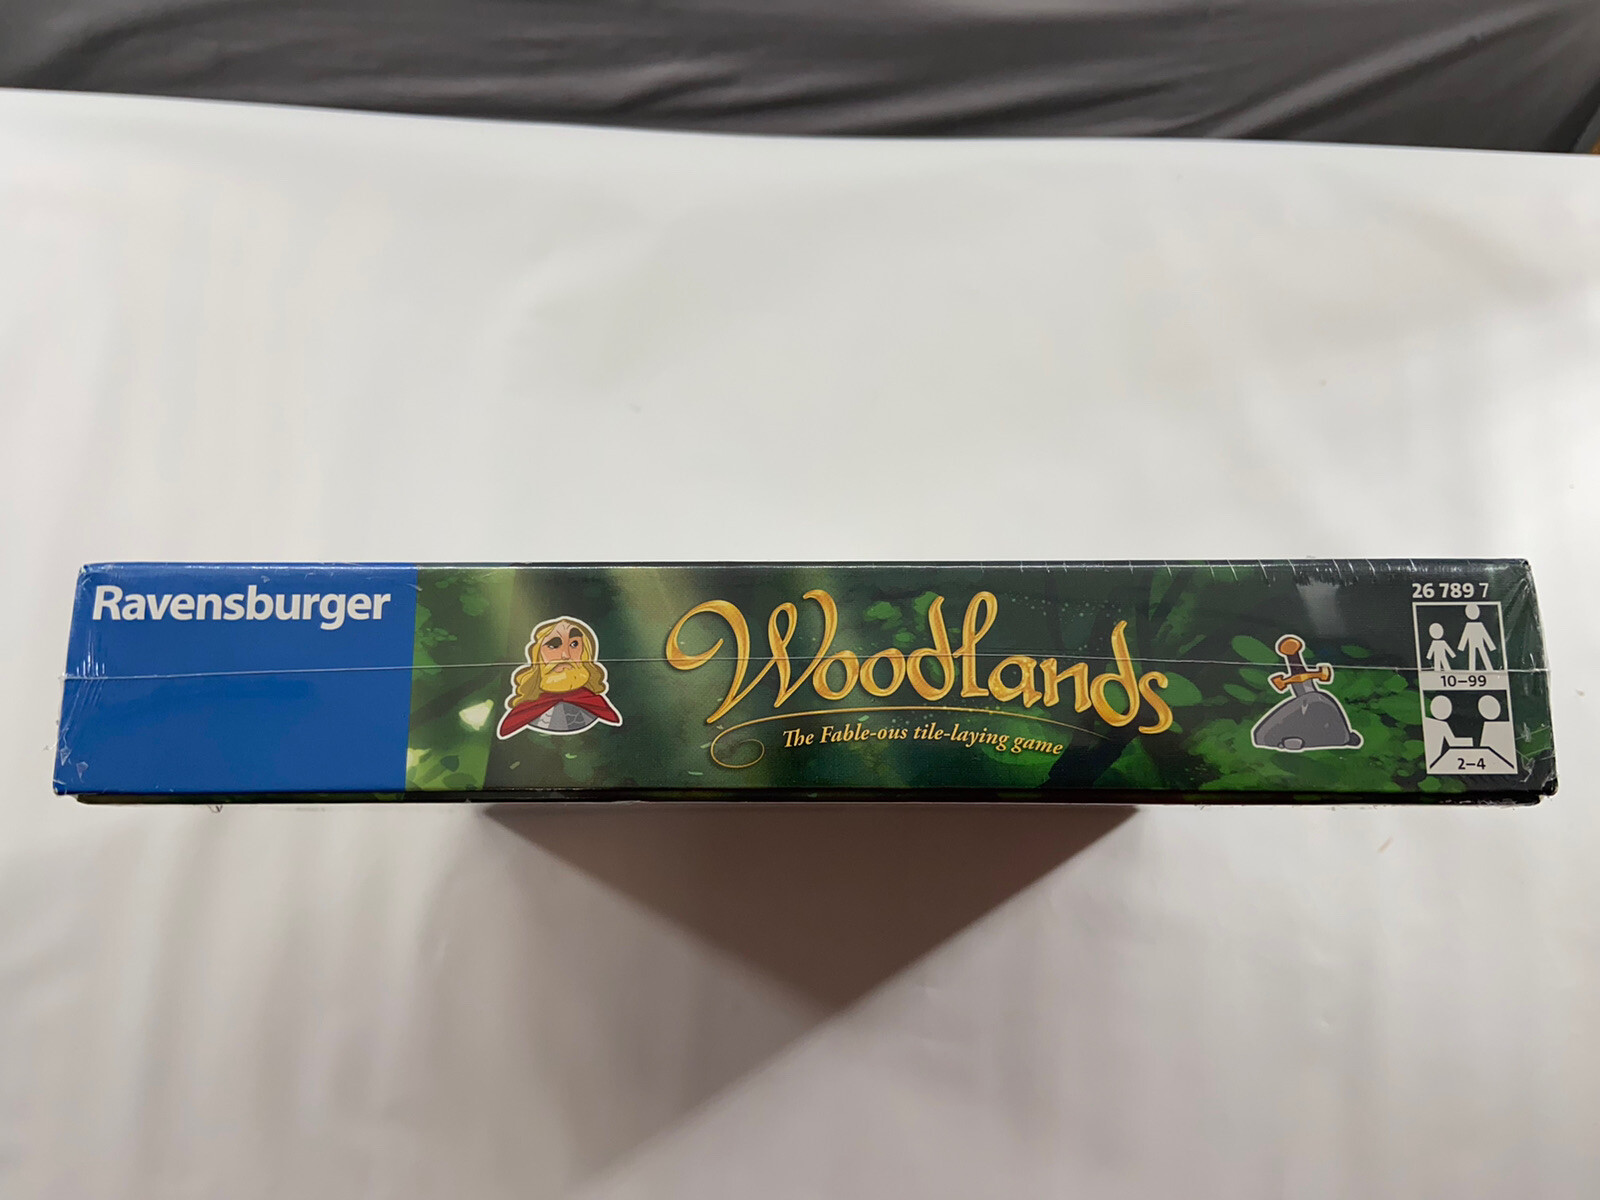 Ravensburger
Woodlands
The Fable-ous tile-laying game
26 789 7
10–99
2–4